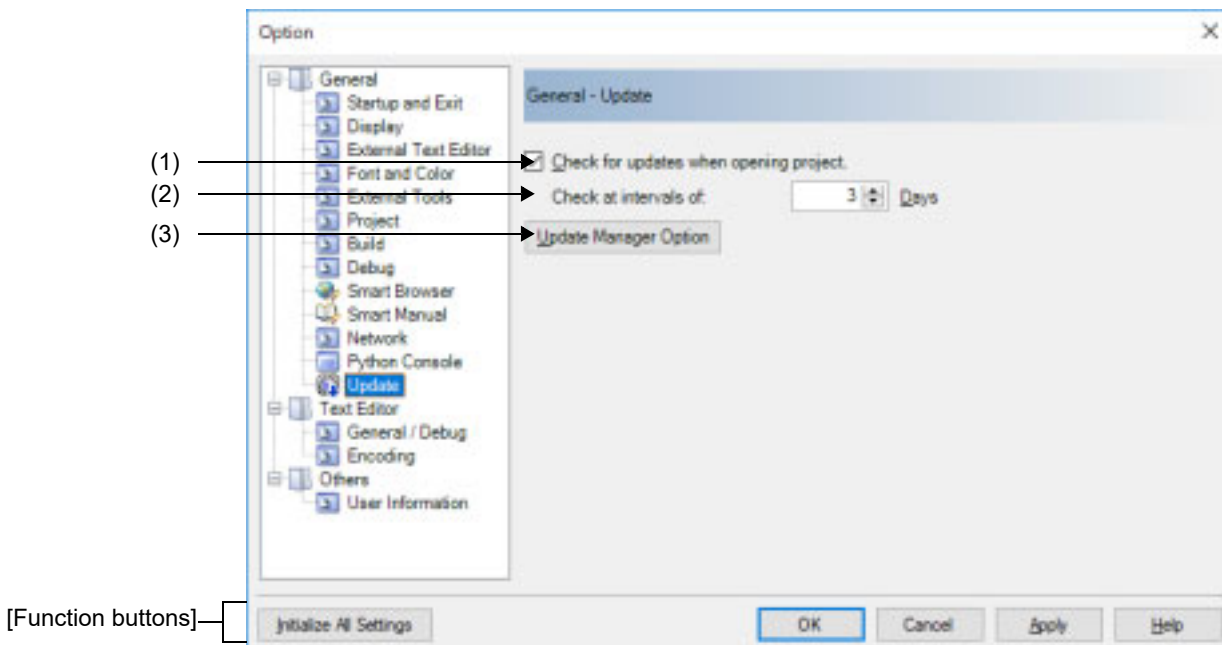 Option
General
Startup and Exit
Display
External Text Editor
Font and Color
External Tools
Project
Build
Debug
Smart Browser
Smart Manual
Network
Python Console
Update
Text Editor
General / Debug
Encoding
Others
User Information
General - Update
(1)
Check for updates when opening project.
(2)
Check at intervals of:
3
Days
(3)
Update Manager Option
[Function buttons]
Initialize All Settings
OK
Cancel
Apply
Help